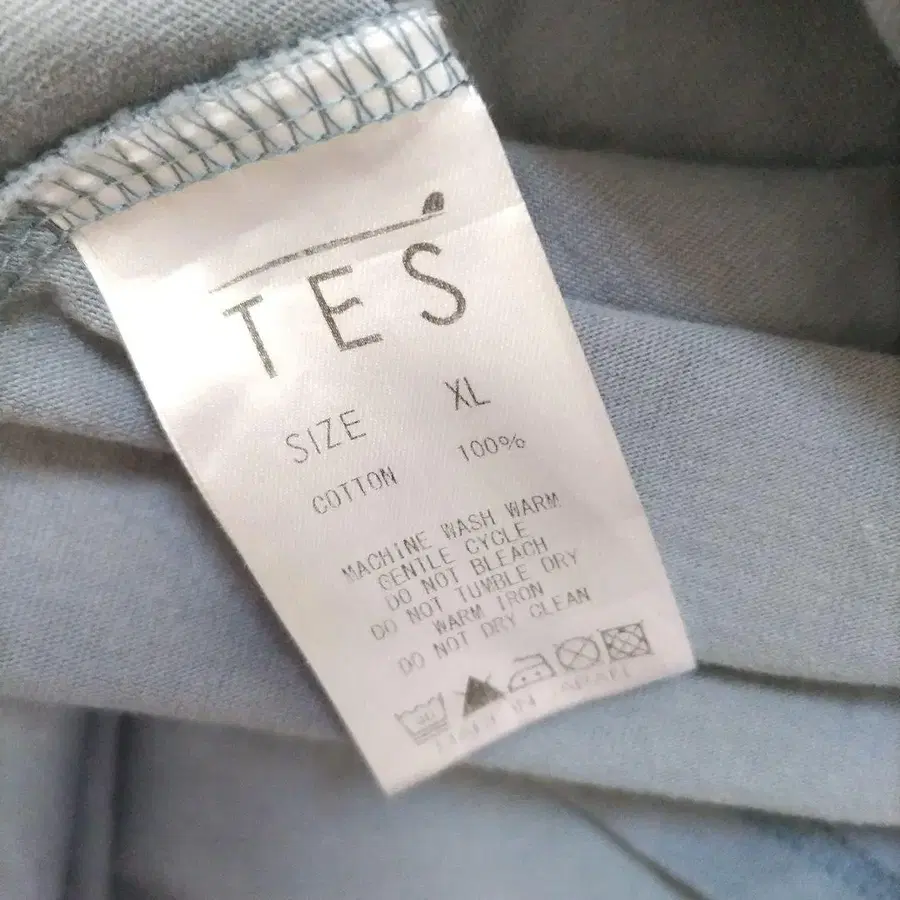 TES
SIZE XL
COTTON 100%
MACHINE WASH WARM
GENTLE CYCLE
DO NOT BLEACH
DO NOT TUMBLE DRY
WARM IRON
DO NOT DRY CLEAN